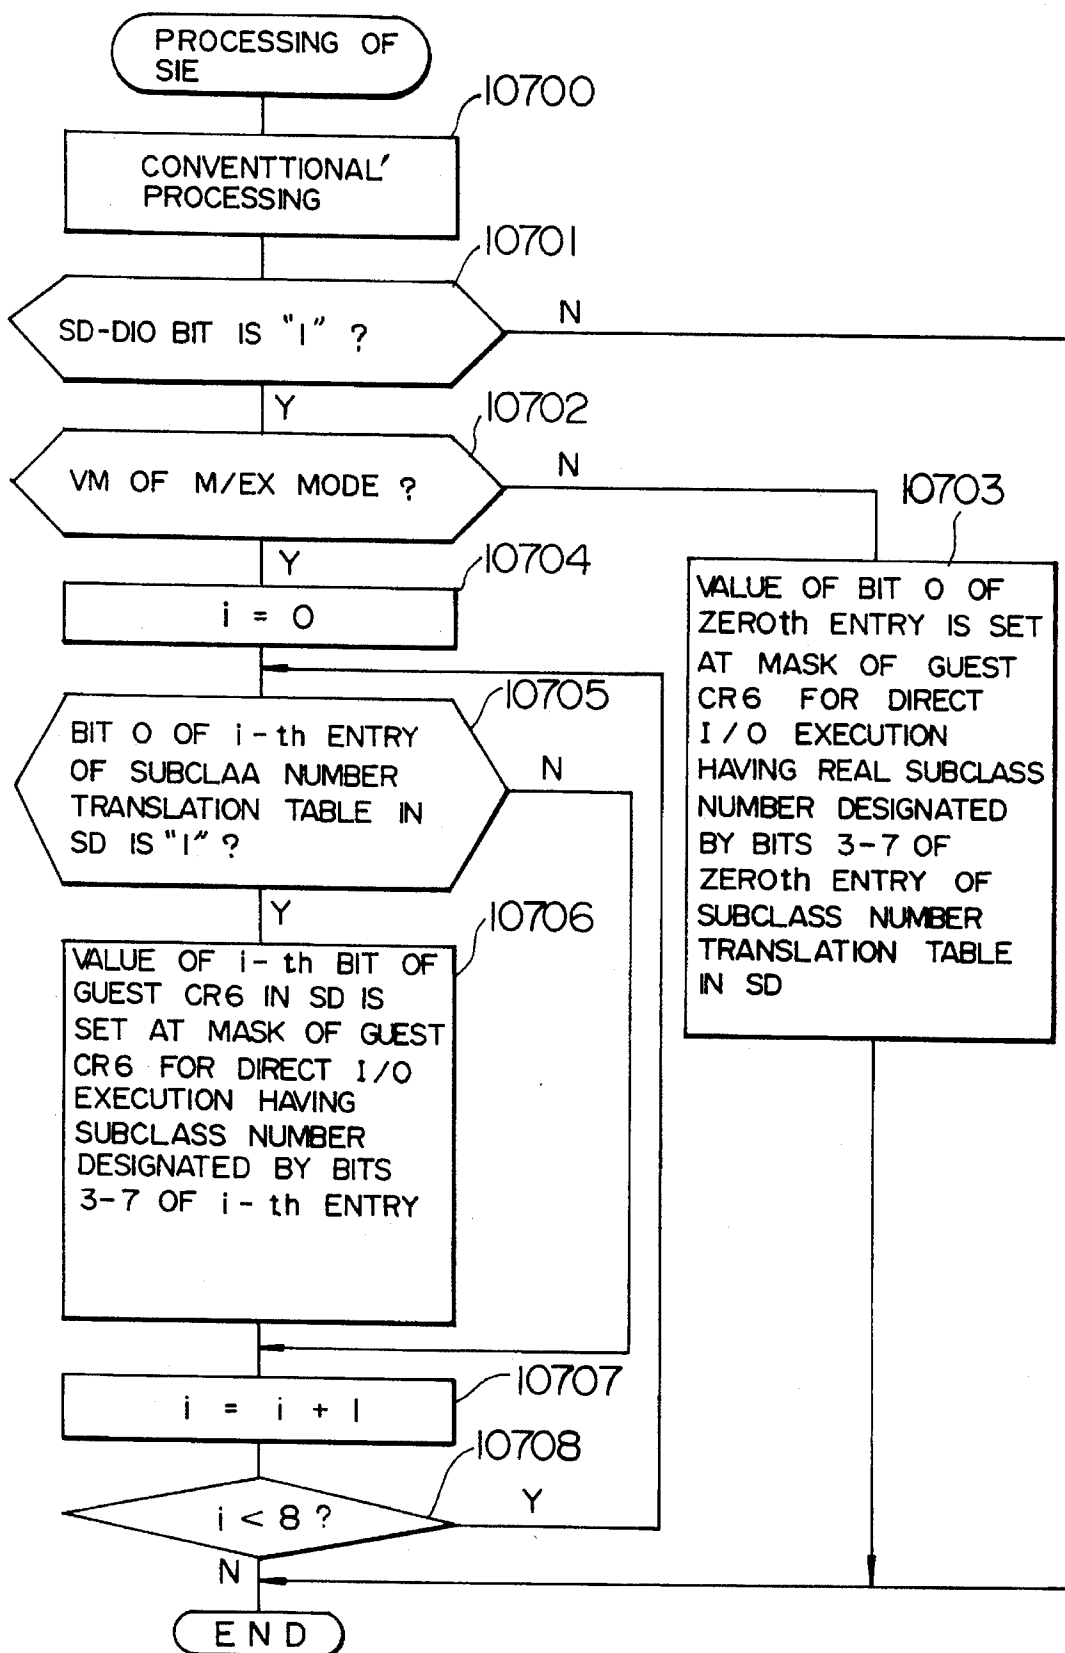 PROCESSING OF
SIE
10700
CONVENTTIONAL'
PROCESSING
10701
SD-DIO BIT IS "1" ?
N
Y
10702
VM OF M/EX MODE ?
N
10703
Y
10704
i = 0
VALUE OF BIT 0 OF
ZEROth ENTRY IS SET
AT MASK OF GUEST
CR6 FOR DIRECT
I/O EXECUTION
HAVING REAL SUBCLASS
NUMBER DESIGNATED
BY BITS 3-7 OF
ZEROth ENTRY OF
SUBCLASS NUMBER
TRANSLATION TABLE
IN SD
10705
BIT 0 OF i-th ENTRY
OF SUBCLAA NUMBER
TRANSLATION TABLE IN
SD IS "1" ?
N
Y
10706
VALUE OF i-th BIT OF
GUEST CR6 IN SD IS
SET AT MASK OF GUEST
CR6 FOR DIRECT I/O
EXECUTION HAVING
SUBCLASS NUMBER
DESIGNATED BY BITS
3-7 OF i-th ENTRY
10707
i = i + 1
10708
i < 8 ?
Y
N
END